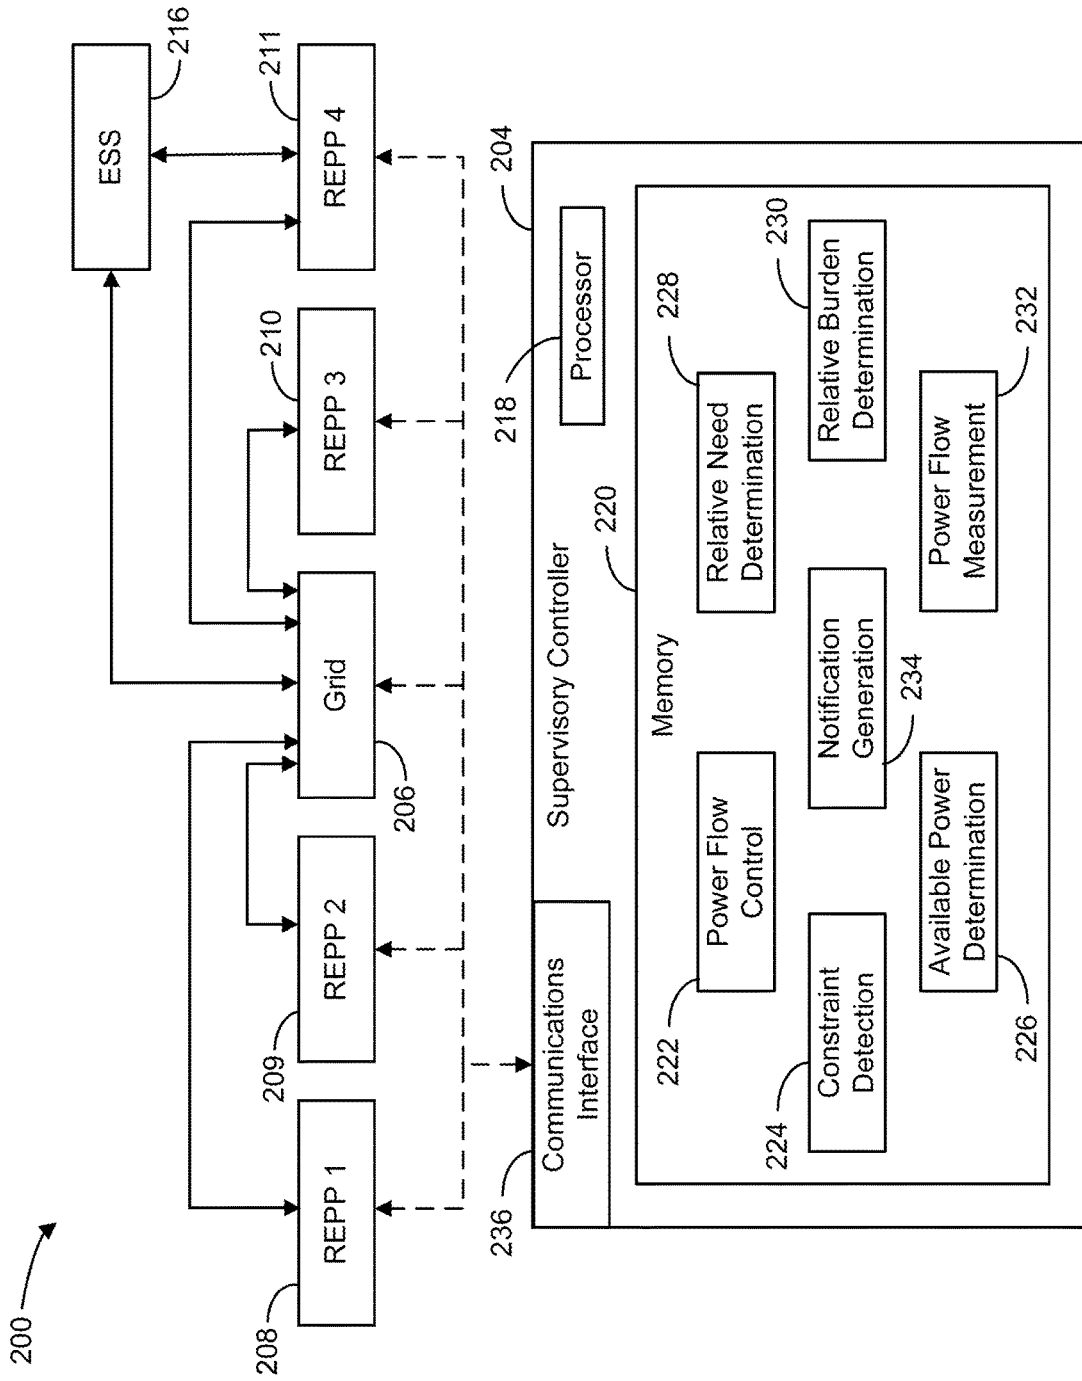 200
ESS
216
208
REPP 1
209
REPP 2
206
Grid
210
REPP 3
211
REPP 4
204
236
Communications
Interface
Supervisory Controller
218
Processor
220
Memory
222
Power Flow
Control
228
Relative Need
Determination
224
Constraint
Detection
Notification
Generation
234
230
Relative Burden
Determination
226
Available Power
Determination
232
Power Flow
Measurement